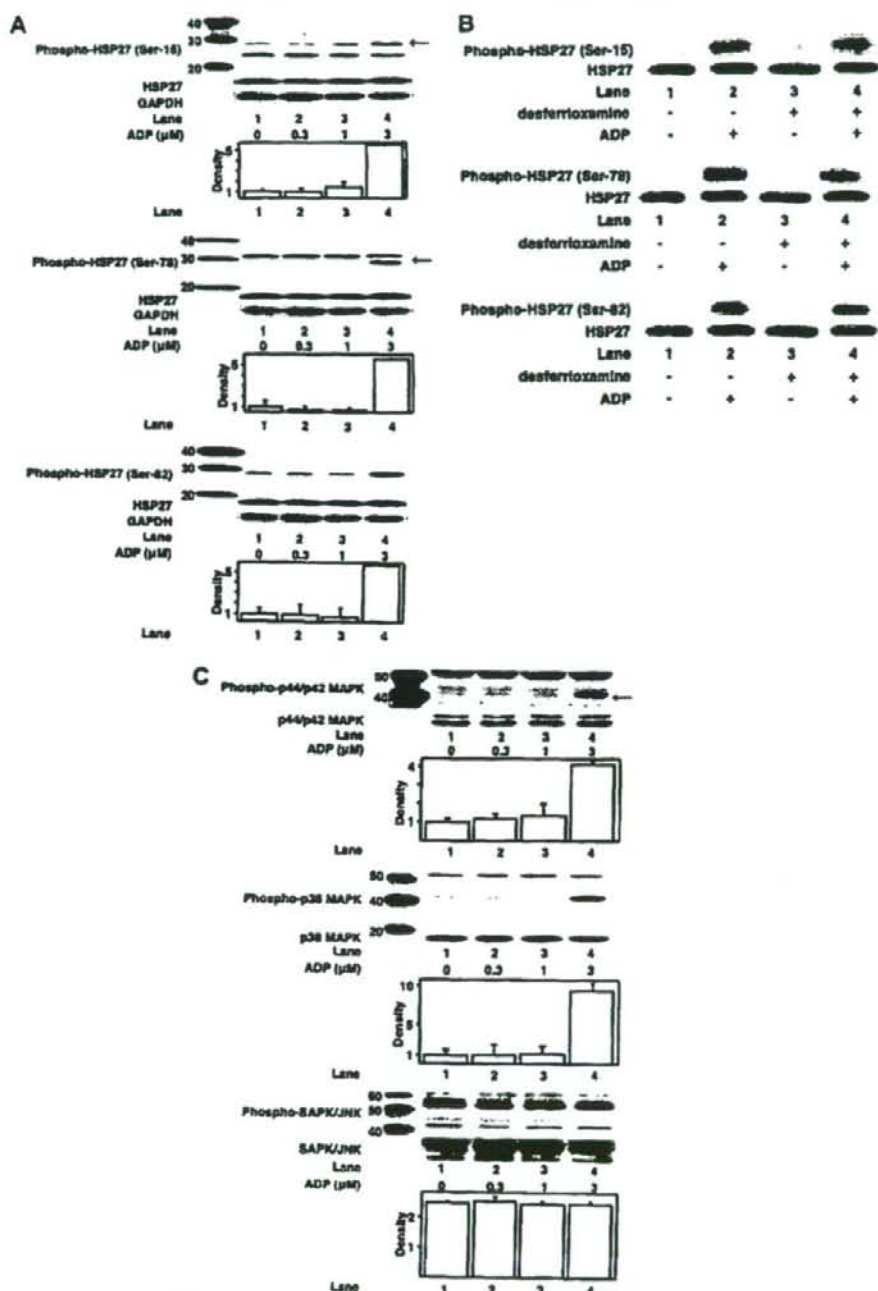 A
40
Phospho-HSP27 (Ser-15)
30
20
HSP27
GAPDH
Lane 1 2 3 4
ADP (μM) 0 0.3 1 3
Density
5
1
Lane 1 2 3 4
40
Phospho-HSP27 (Ser-78)
30
20
HSP27
GAPDH
Lane 1 2 3 4
ADP (μM) 0 0.3 1 3
Density
5
1
Lane 1 2 3 4
40
Phospho-HSP27 (Ser-82)
30
20
HSP27
GAPDH
Lane 1 2 3 4
ADP (μM) 0 0.3 1 3
Density
5
1
Lane 1 2 3 4
B
Phospho-HSP27 (Ser-15)
HSP27
Lane 1 2 3 4
desferrioxamine - - + +
ADP - + - +
Phospho-HSP27 (Ser-78)
HSP27
Lane 1 2 3 4
desferrioxamine - - + +
ADP - + - +
Phospho-HSP27 (Ser-82)
HSP27
Lane 1 2 3 4
desferrioxamine - - + +
ADP - + - +
C
50
Phospho-p44/p42 MAPK
40
p44/p42 MAPK
Lane 1 2 3 4
ADP (μM) 0 0.3 1 3
Density
4
1
Lane 1 2 3 4
50
Phospho-p38 MAPK
40
20
p38 MAPK
Lane 1 2 3 4
ADP (μM) 0 0.3 1 3
Density
10
5
1
Lane 1 2 3 4
60
Phospho-SAPK/JNK
50
40
SAPK/JNK
Lane 1 2 3 4
ADP (μM) 0 0.3 1 3
Density
2
1
Lane 1 2 3 4